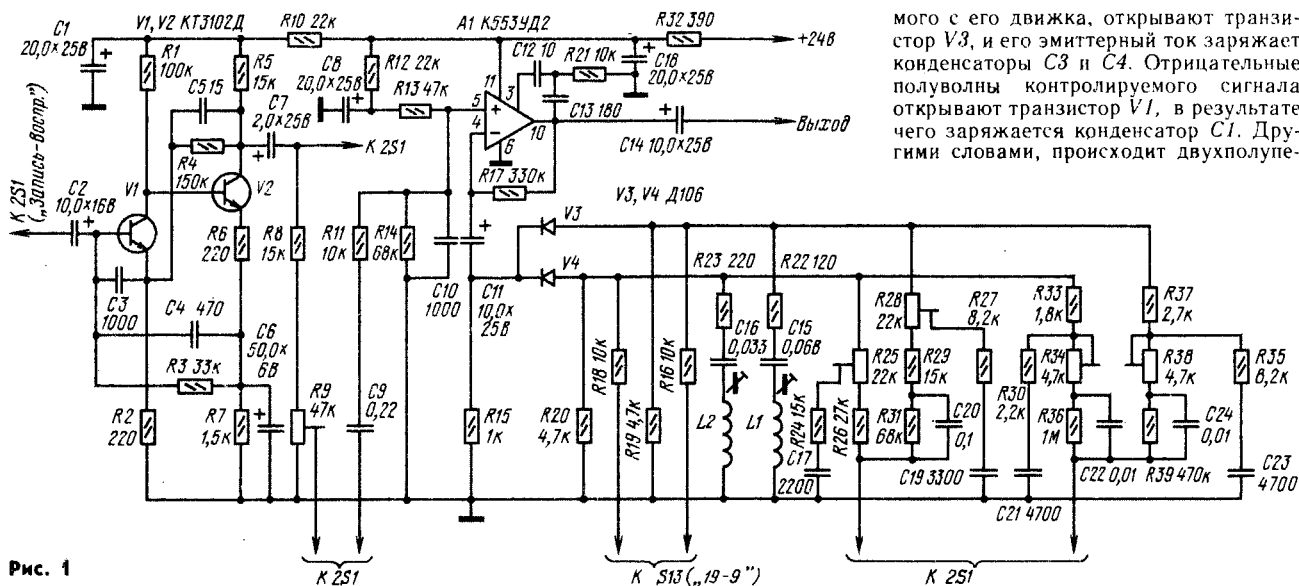 мого с его движка, открывают транзи-
стор V3, и его эмиттерный ток заряжает
конденсаторы C3 и C4. Отрицательные
полуволны контролируемого сигнала
открывают транзистор V1, в результате
чего заряжается конденсатор C1. Дру-
гими словами, происходит двухполупе-
C1
20,0×25В
V1, V2 КТ3102Д
R1
100к
R5
15к
R10 22к
C5 15
C7
2,0×25В
R4
150к
V1
V2
К 2S1
(„Запись-Воспр.")
C2
10,0×16В
C3
1000
C4 470
R3 33к
R2
220
R6
220
R7
1,5к
C6
50,0×
6В
R8
15к
R9
47к
К 2S1
C8
20,0×25В
R12 22к
R13 47к
R11
10к
R14
68к
C9
0,22
C10
1000
A1 К553УД2
11
3
5
4
6
10
+
−
C12 10
R21 10к
C13 180
R32 390
+24В
C18
20,0×25В
C14 10,0×25В
Выход
R17 330к
C11
10,0×
25В
R15
1к
V3, V4 Д106
V3
V4
R20
4,7к
R18 10к
R19 4,7к
R16 10к
R23 220
R22 120
C16
0,033
C15
0,068
L2
L1
R28
22к
R25
22к
R27
8,2к
R29
15к
R24 15к
R26 27к
R31
68к
C20
0,1
C17
2200
C19 3300
R33
1,8к
R34
4,7к
R30
2,2к
R36
1М
C22 0,01
C21 4700
R37
2,7к
R38
4,7к
R35
8,2к
C24
0,01
R39 470к
C23
4700
Рис. 1
К 2S1
К S13 („19-9")
К 2S1